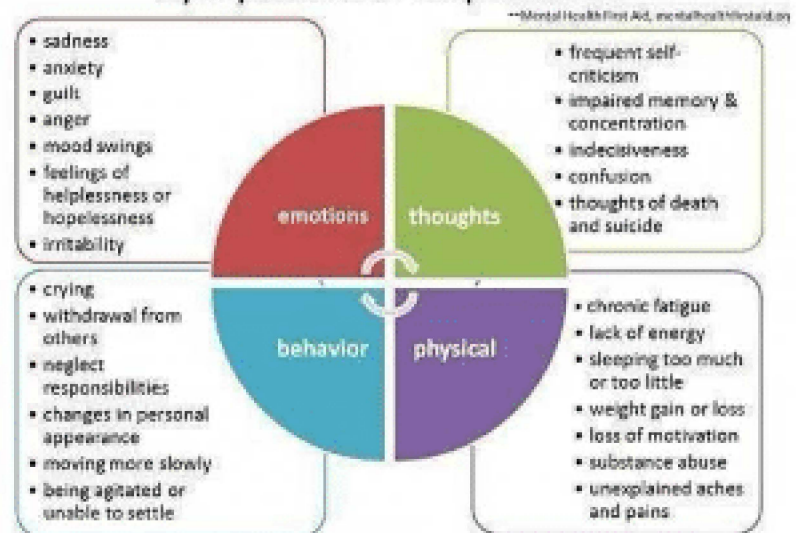 --Mental Health First Aid, mentalhealthfirstaid.org
• sadness
• anxiety
• guilt
• anger
• mood swings
• feelings of
helplessness or
hopelessness
• irritability
• frequent self-
criticism
• impaired memory &
concentration
• indecisiveness
• confusion
• thoughts of death
and suicide
emotions
thoughts
behavior
physical
• crying
• withdrawal from
others
• neglect
responsibilities
• changes in personal
appearance
• moving more slowly
• being agitated or
unable to settle
• chronic fatigue
• lack of energy
• sleeping too much
or too little
• weight gain or loss
• loss of motivation
• substance abuse
• unexplained aches
and pains